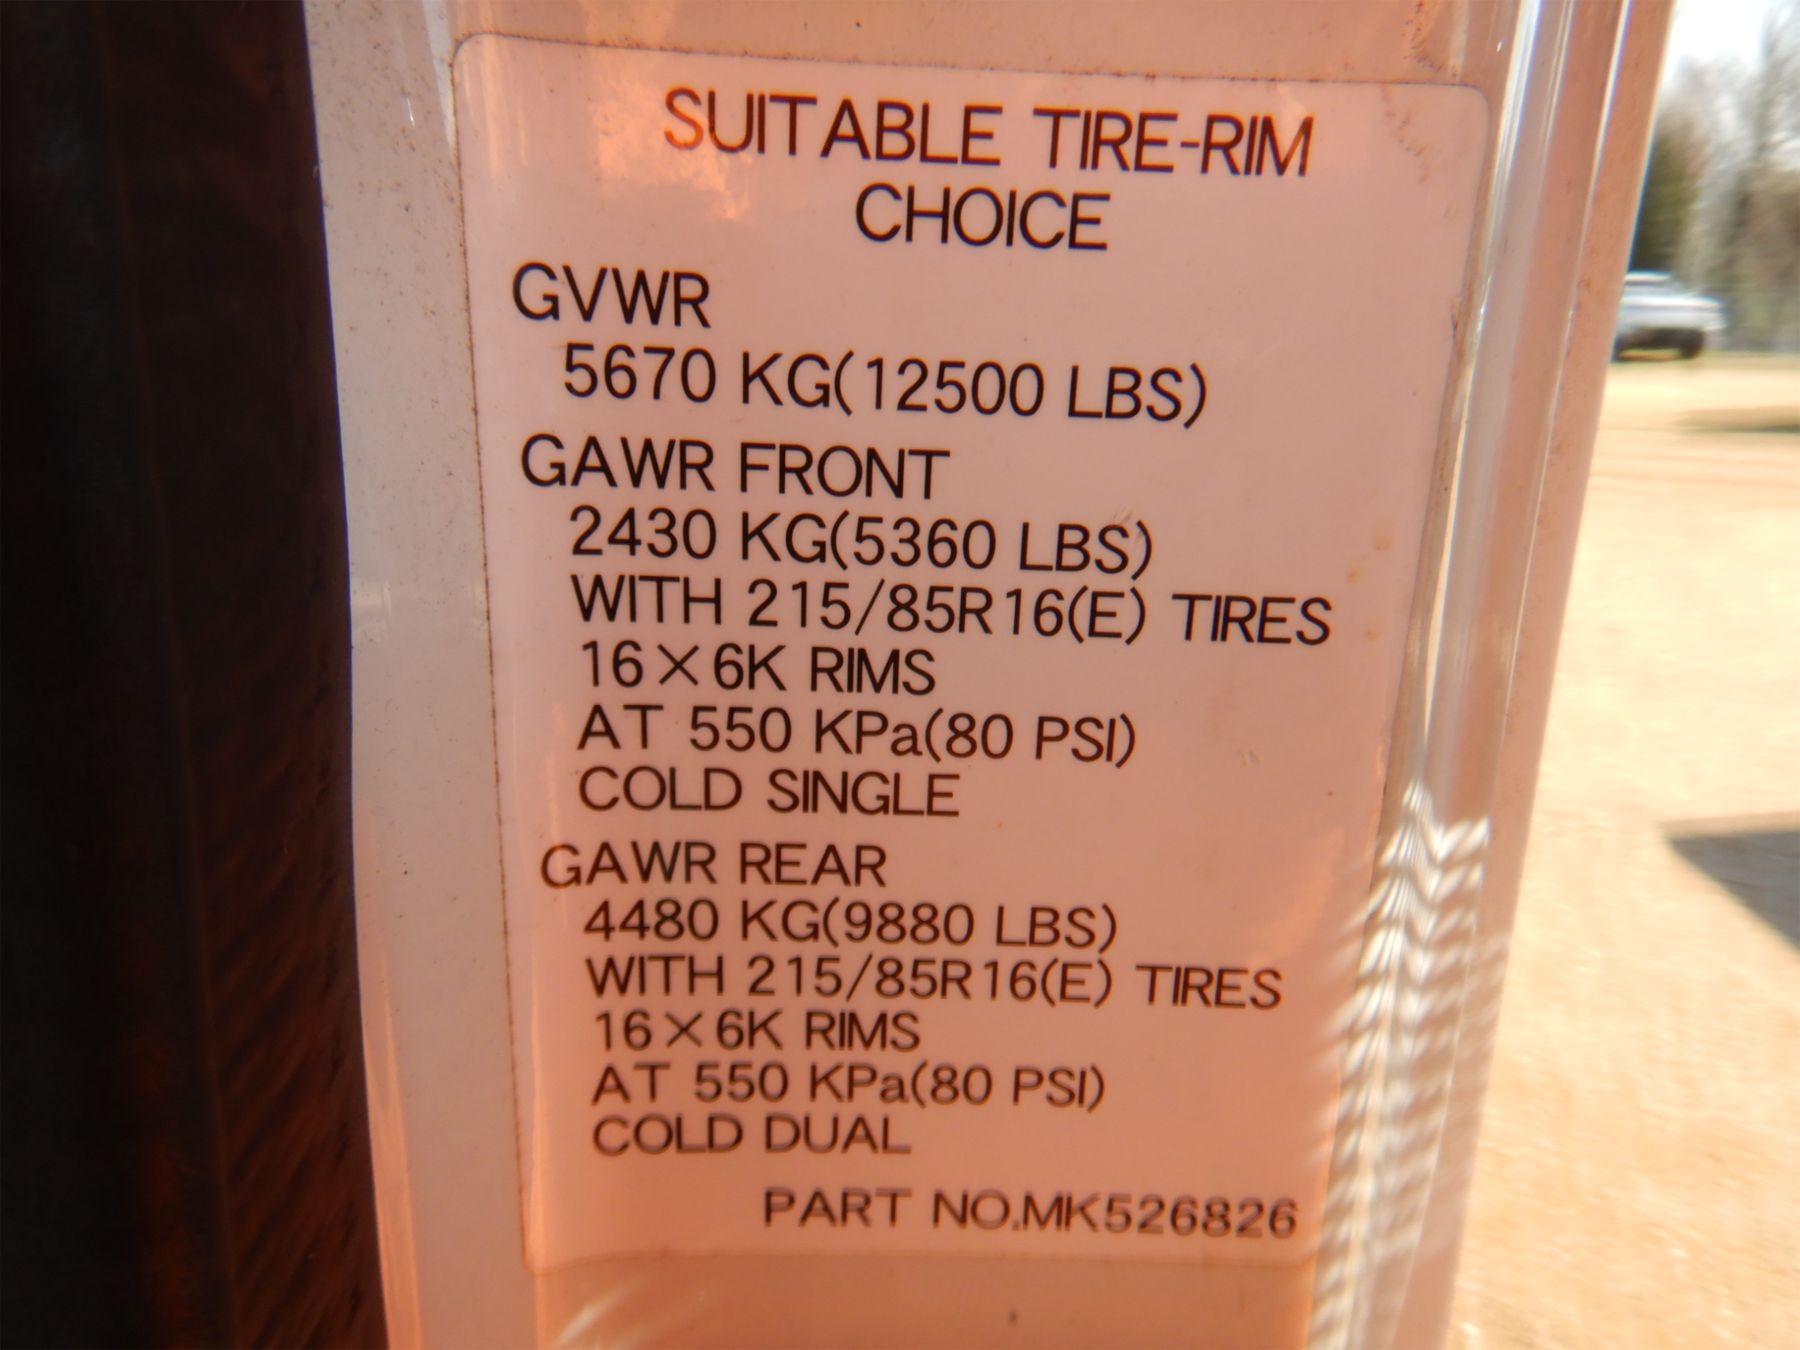 SUITABLE TIRE-RIM
CHOICE
GVWR
5670 KG(12500 LBS)
GAWR FRONT
2430 KG(5360 LBS)
WITH 215/85R16(E) TIRES
16×6K RIMS
AT 550 KPa(80 PSI)
COLD SINGLE
GAWR REAR
4480 KG(9880 LBS)
WITH 215/85R16(E) TIRES
16×6K RIMS
AT 550 KPa(80 PSI)
COLD DUAL
PART NO.MK526826